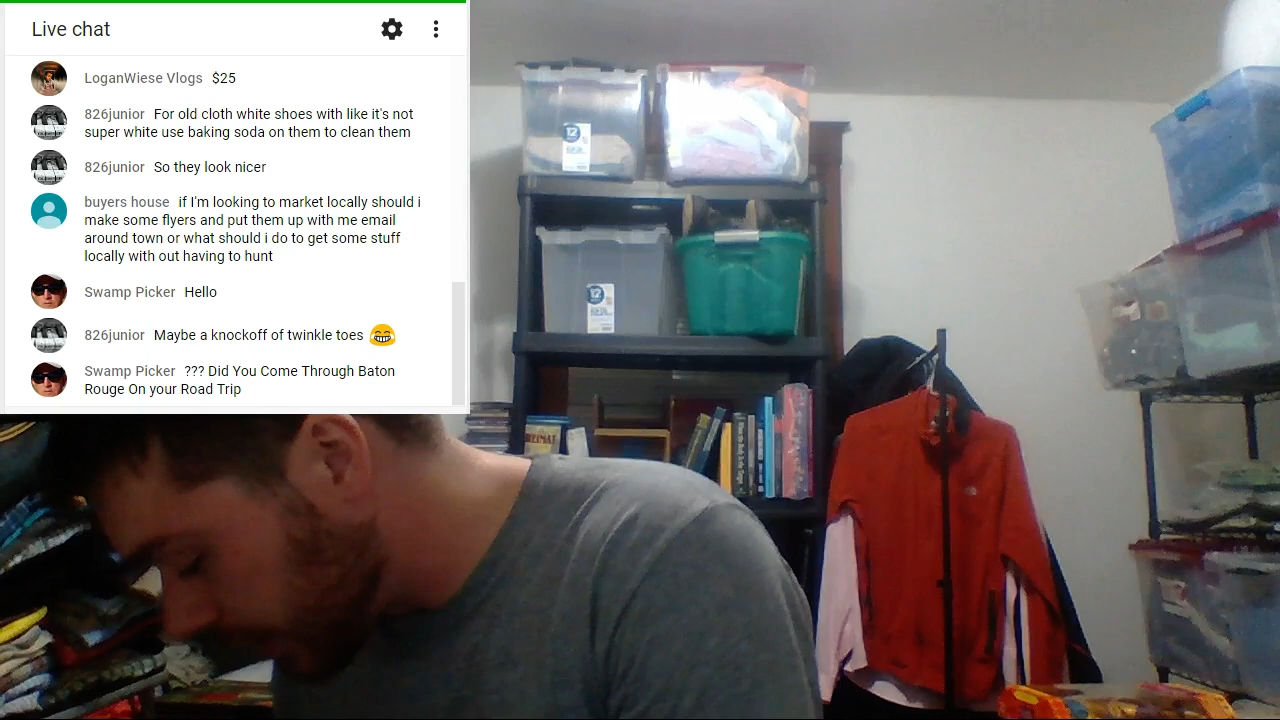 Live chat
LoganWiese Vlogs $25
826junior For old cloth white shoes with like it's not
super white use baking soda on them to clean them
826junior So they look nicer
buyers house if I'm looking to market locally should i
make some flyers and put them up with me email
around town or what should i do to get some stuff
locally with out having to hunt
Swamp Picker Hello
826junior Maybe a knockoff of twinkle toes 😂
Swamp Picker ??? Did You Come Through Baton
Rouge On your Road Trip
12
12